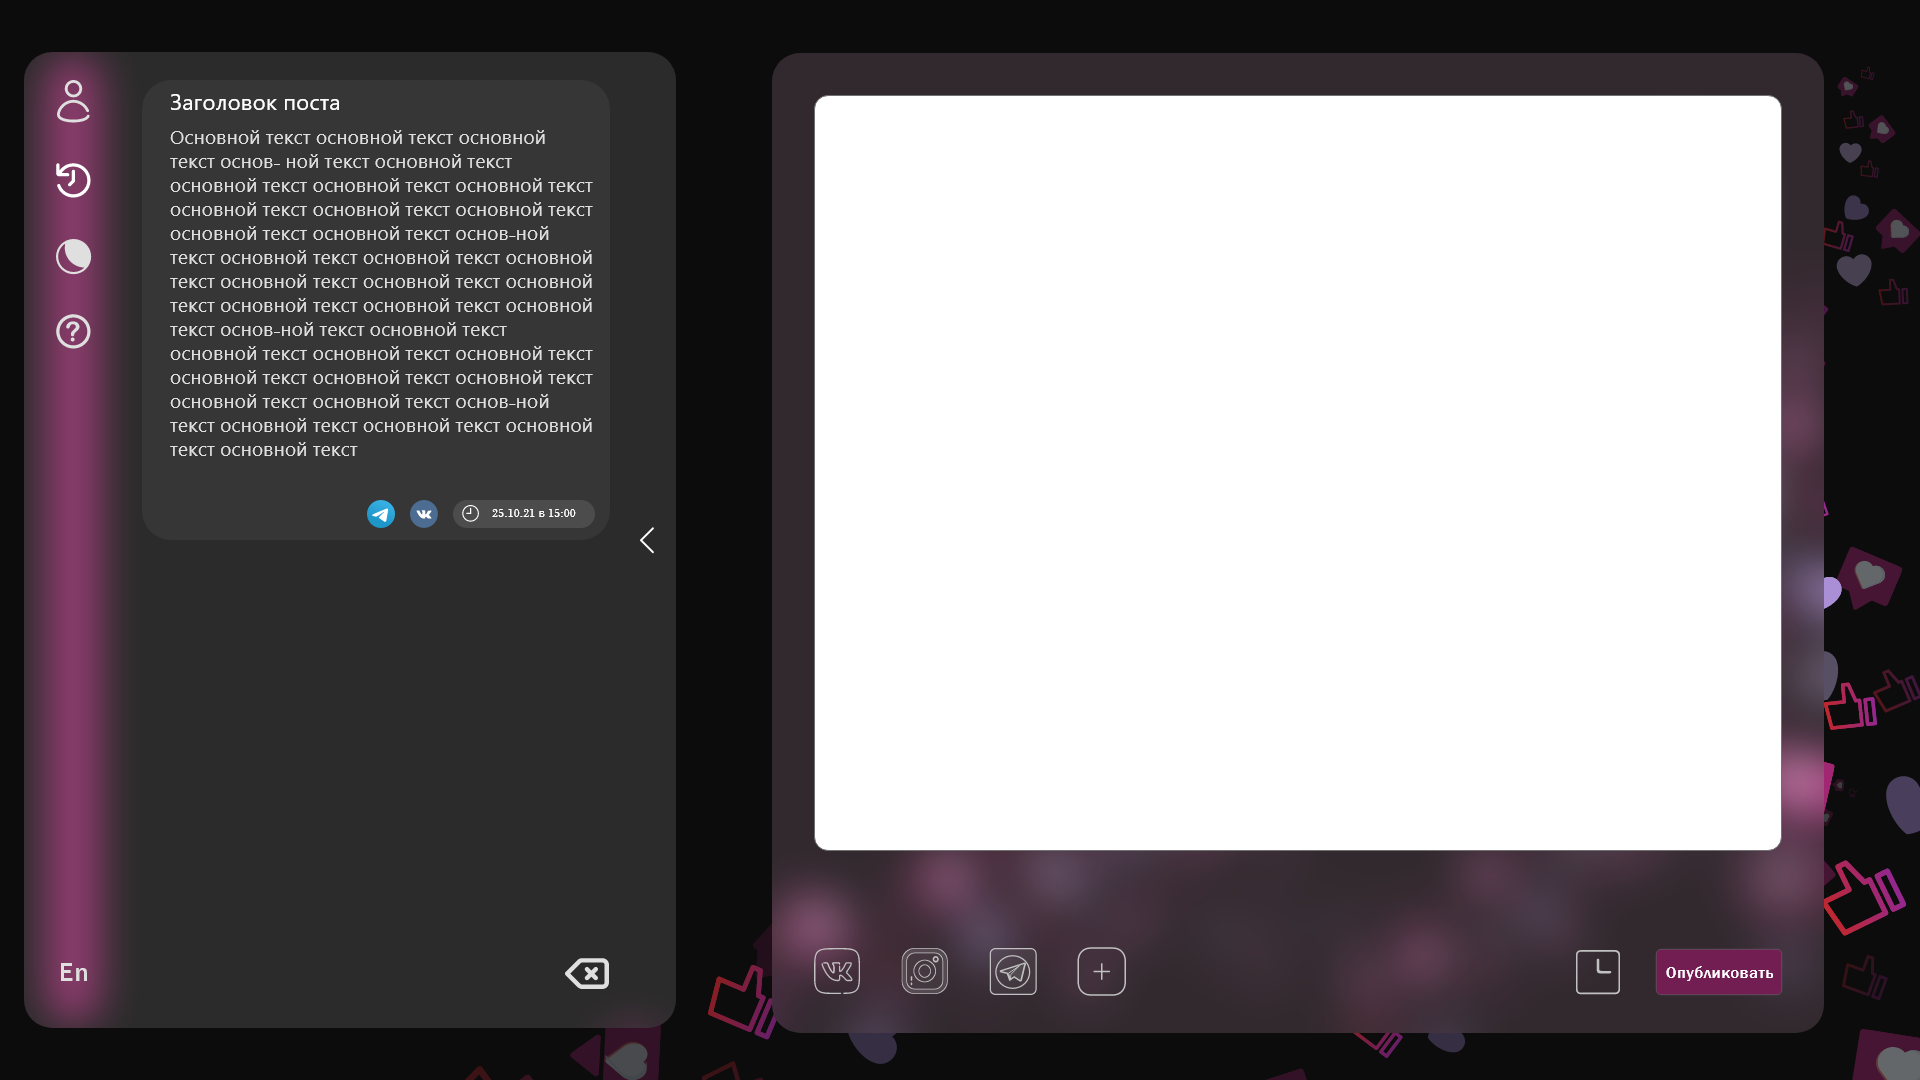 Заголовок поста
Основной текст основной текст основной
текст основ- ной текст основной текст
основной текст основной текст основной текст
основной текст основной текст основной текст
основной текст основной текст основ-ной
текст основной текст основной текст основной
текст основной текст основной текст основной
текст основной текст основной текст основной
текст основ-ной текст основной текст
основной текст основной текст основной текст
основной текст основной текст основной текст
основной текст основной текст основ-ной
текст основной текст основной текст основной
текст основной текст
25.10.21 в 15:00
En
Опубликовать